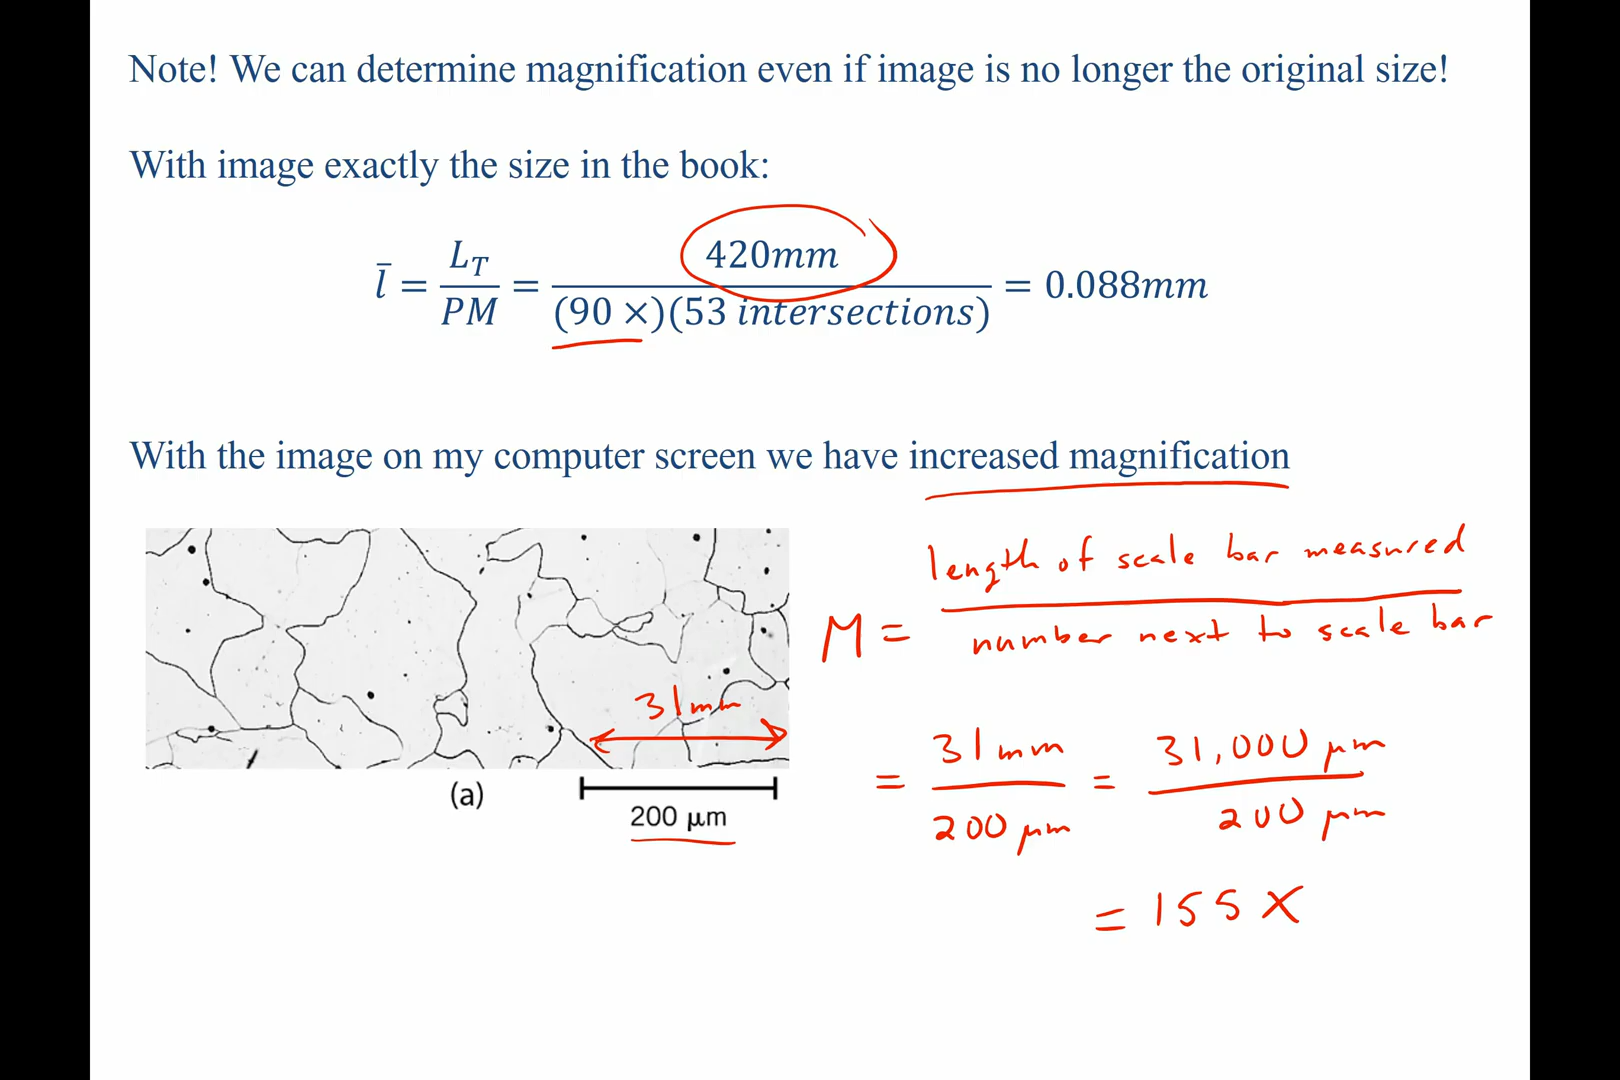 Note! We can determine magnification even if image is no longer the original size!
With image exactly the size in the book:
l̄ = L_T / PM = 420mm / (90 ×)(53 intersections) = 0.088mm
With the image on my computer screen we have increased magnification
M = length of scale bar measured / number next to scale bar
31mm
= 31mm / 200 μm = 31,000 μm / 200 μm
(a)
200 μm
= 155 X